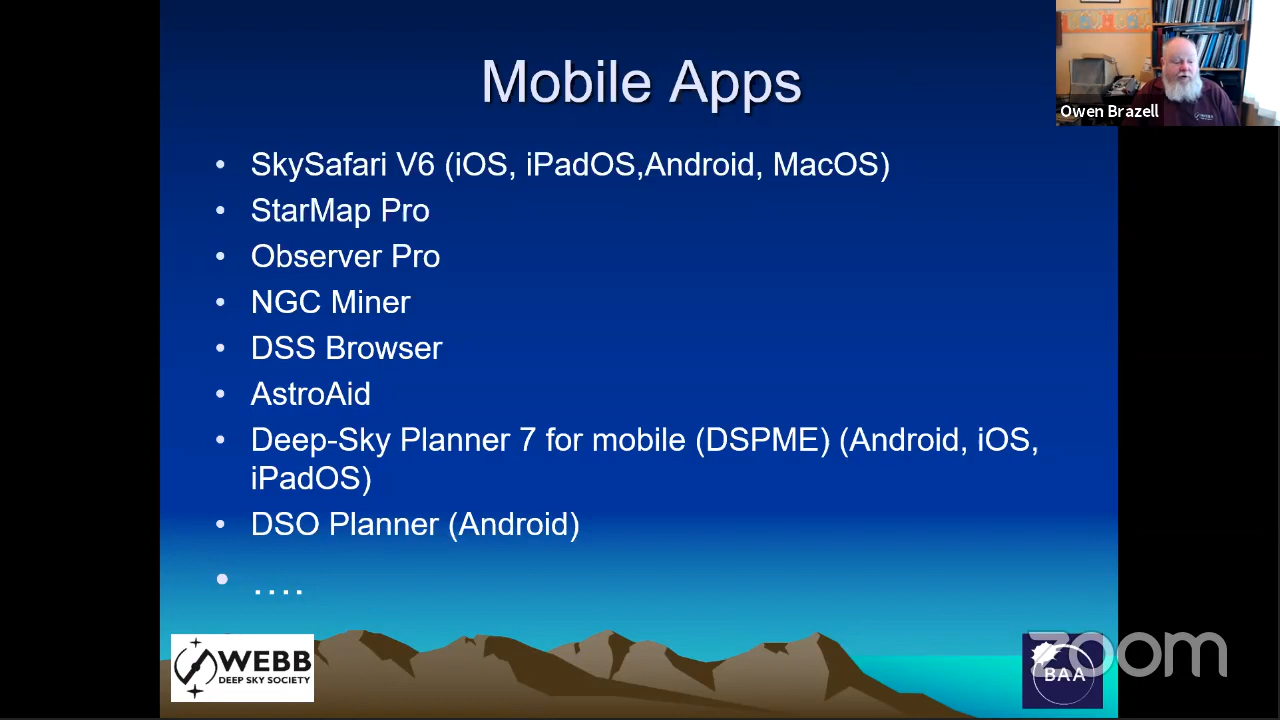 Mobile Apps
Owen Brazell
• SkySafari V6 (iOS, iPadOS,Android, MacOS)
• StarMap Pro
• Observer Pro
• NGC Miner
• DSS Browser
• AstroAid
• Deep-Sky Planner 7 for mobile (DSPME) (Android, iOS,
iPadOS)
• DSO Planner (Android)
• ....
WEBB
DEEP SKY SOCIETY
BAA
zoom